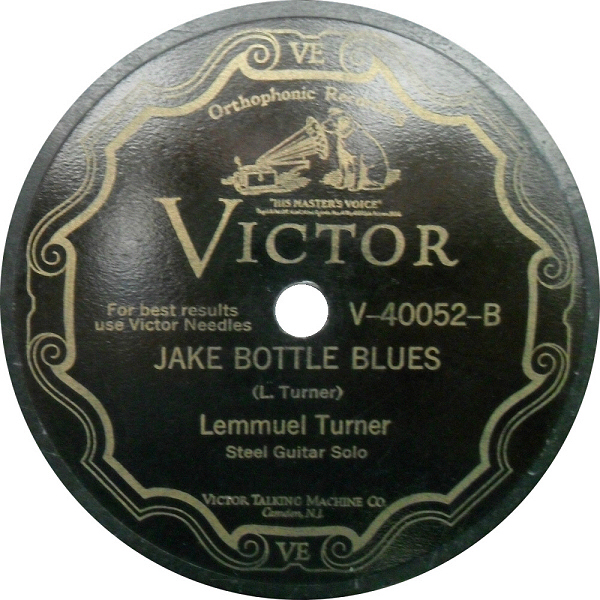 VE
Orthophonic Recording
"HIS MASTER'S VOICE"
VICTOR
For best results
use Victor Needles
V-40052-B
JAKE BOTTLE BLUES
(L. Turner)
Lemmuel Turner
Steel Guitar Solo
VICTOR TALKING MACHINE CO.
Camden, N.J.
VE